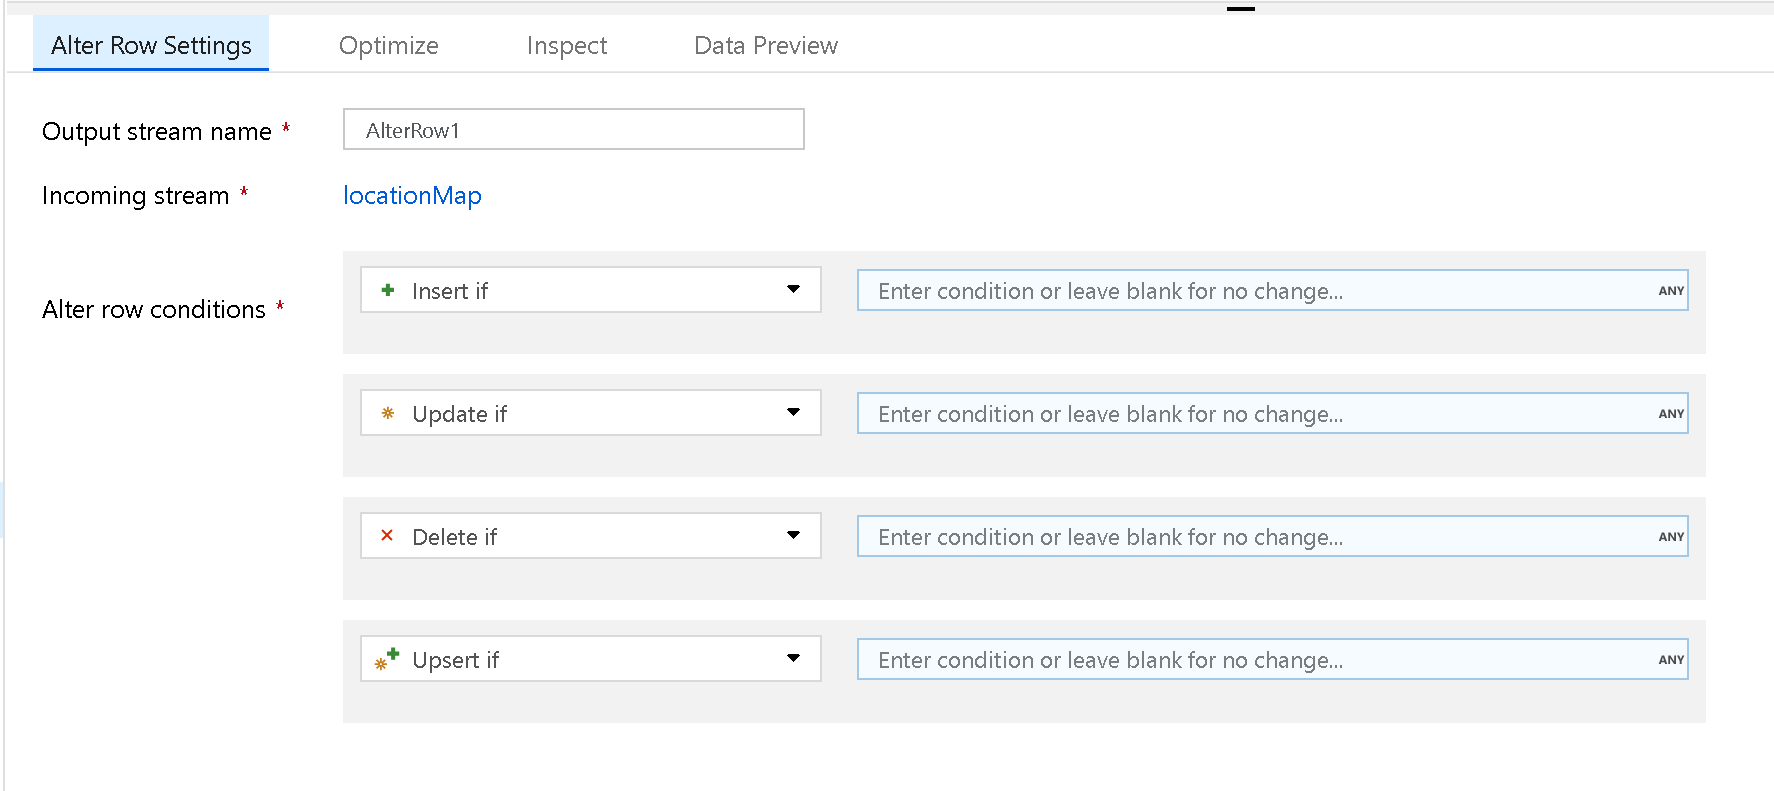 Alter Row Settings Optimize Inspect Data Preview
Output stream name * AlterRow1
Incoming stream * locationMap
Alter row conditions *
Insert if Enter condition or leave blank for no change... ANY
Update if Enter condition or leave blank for no change... ANY
Delete if Enter condition or leave blank for no change... ANY
Upsert if Enter condition or leave blank for no change... ANY